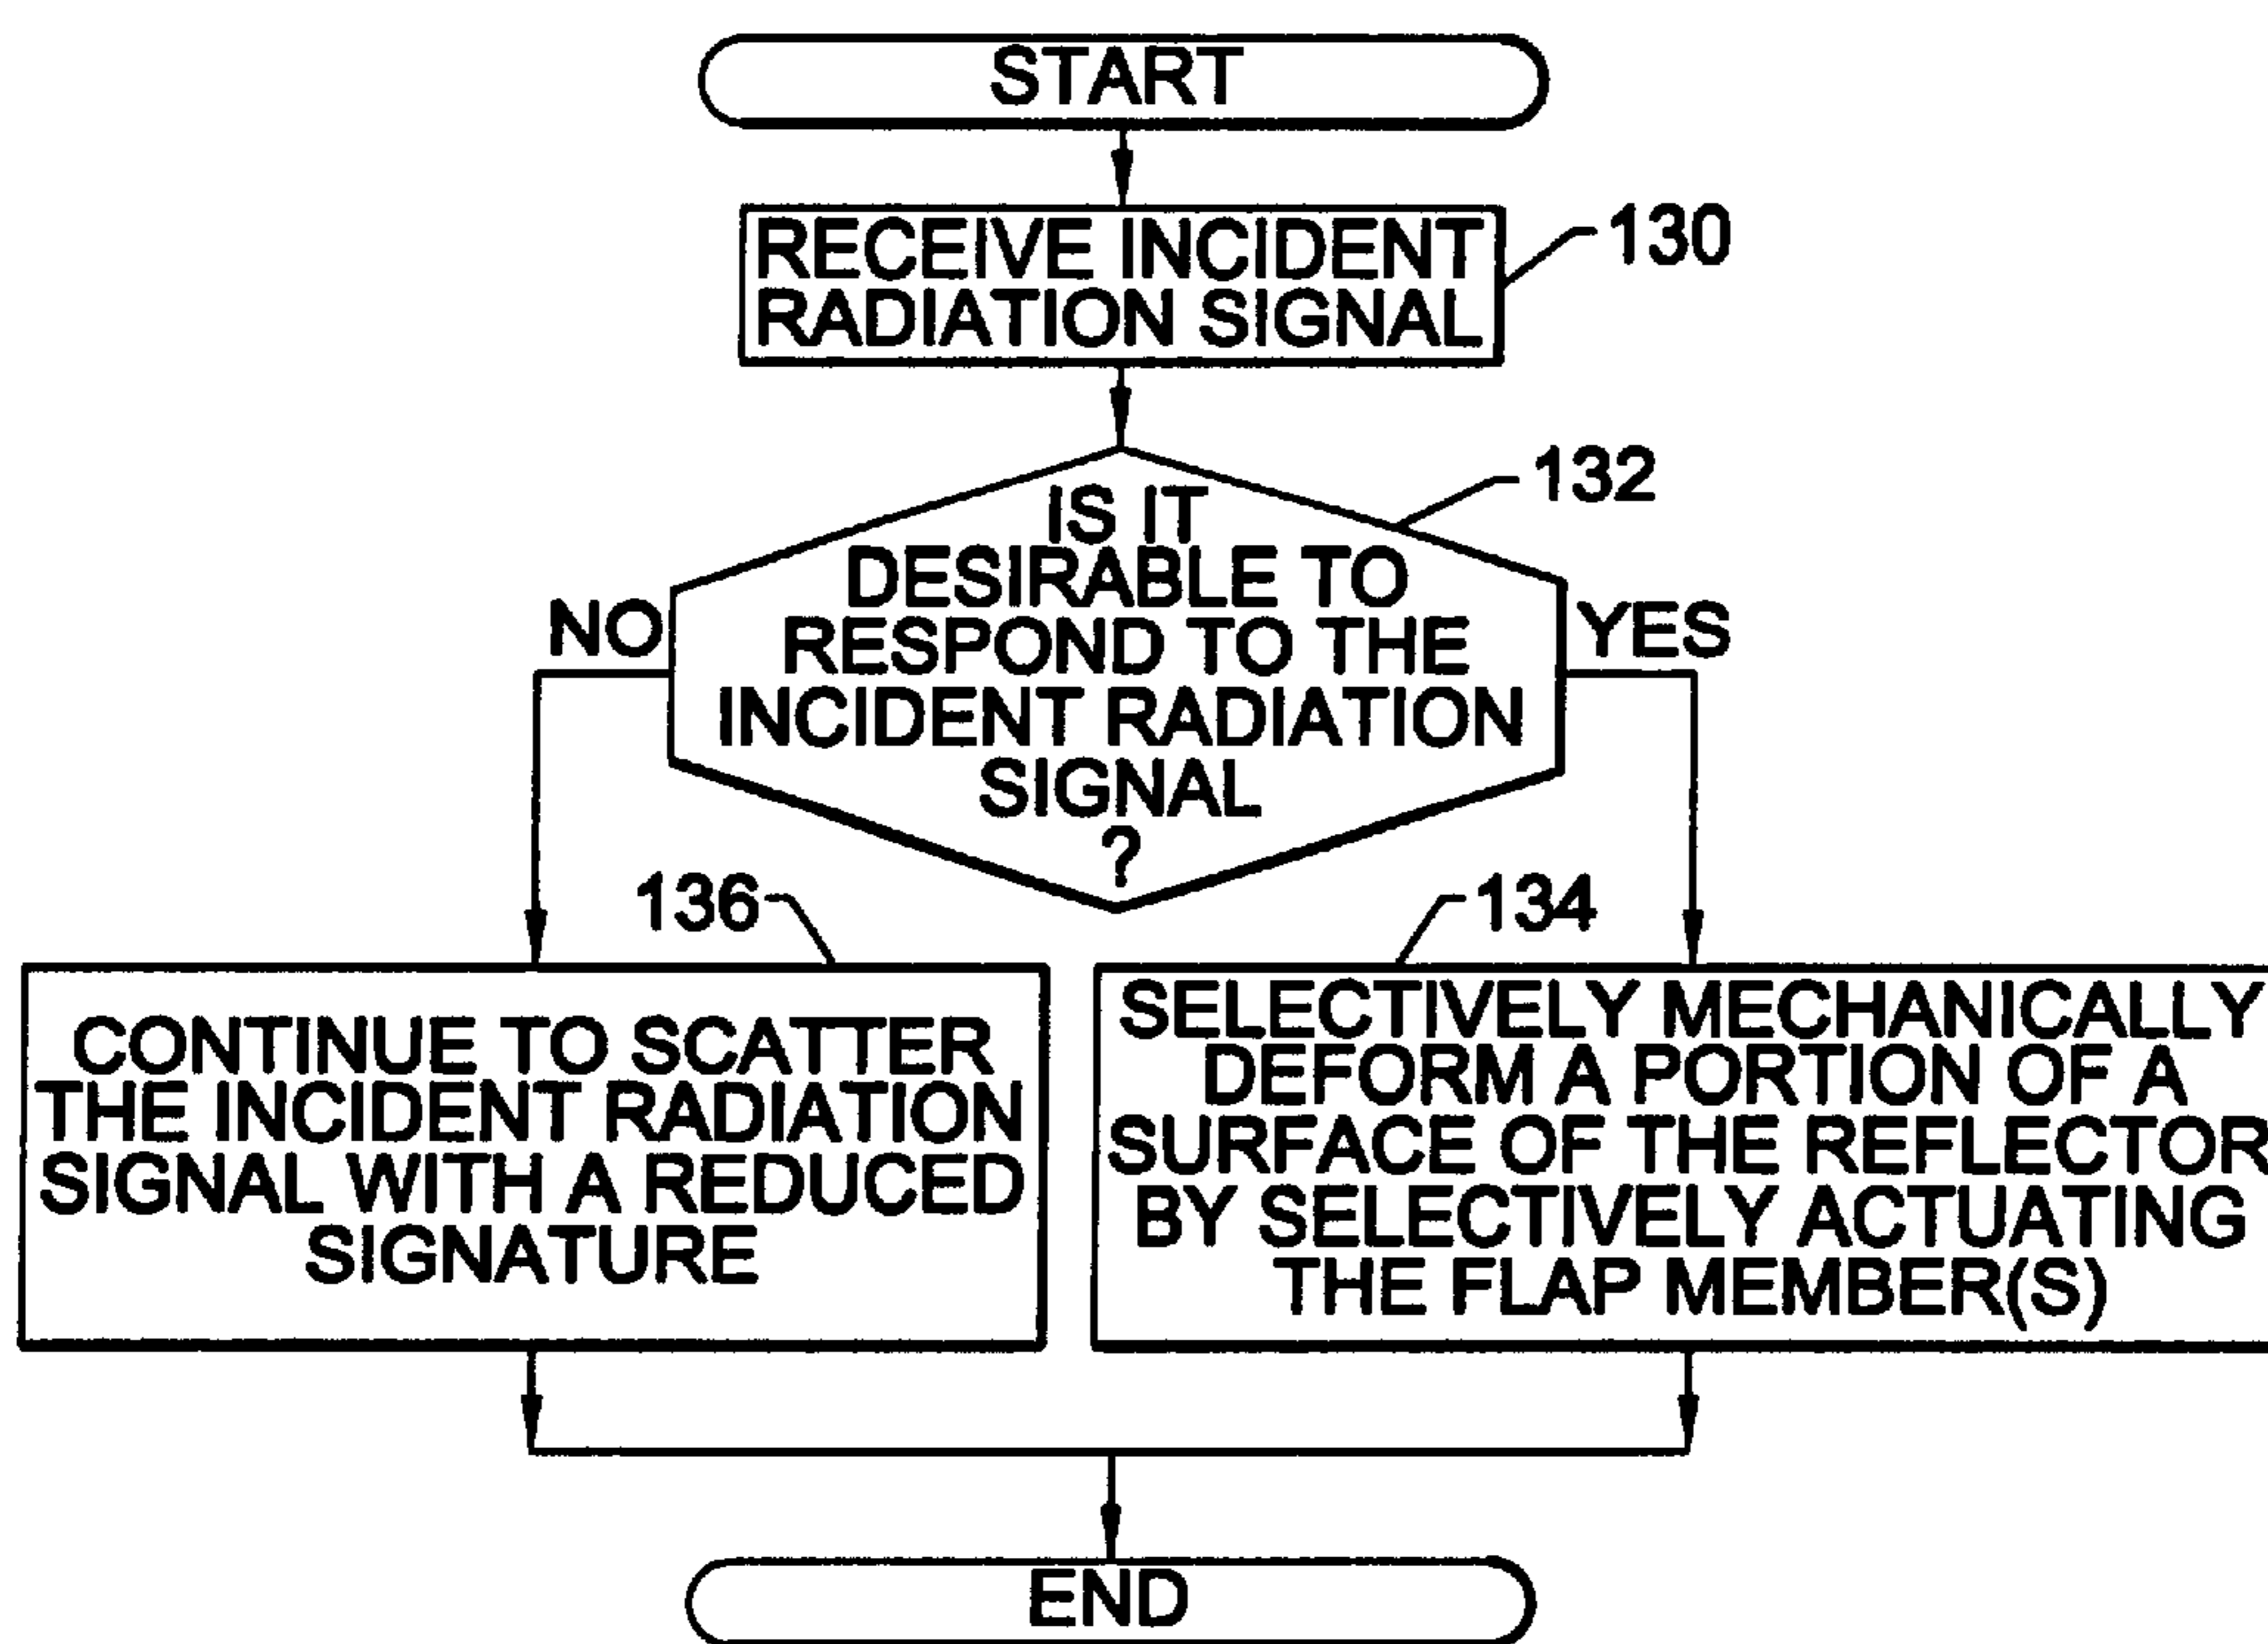 START
RECEIVE INCIDENT
RADIATION SIGNAL
130
IS IT
DESIRABLE TO
RESPOND TO THE
INCIDENT RADIATION
SIGNAL
?
132
NO
YES
136
134
CONTINUE TO SCATTER
THE INCIDENT RADIATION
SIGNAL WITH A REDUCED
SIGNATURE
SELECTIVELY MECHANICALLY
DEFORM A PORTION OF A
SURFACE OF THE REFLECTOR
BY SELECTIVELY ACTUATING
THE FLAP MEMBER(S)
END